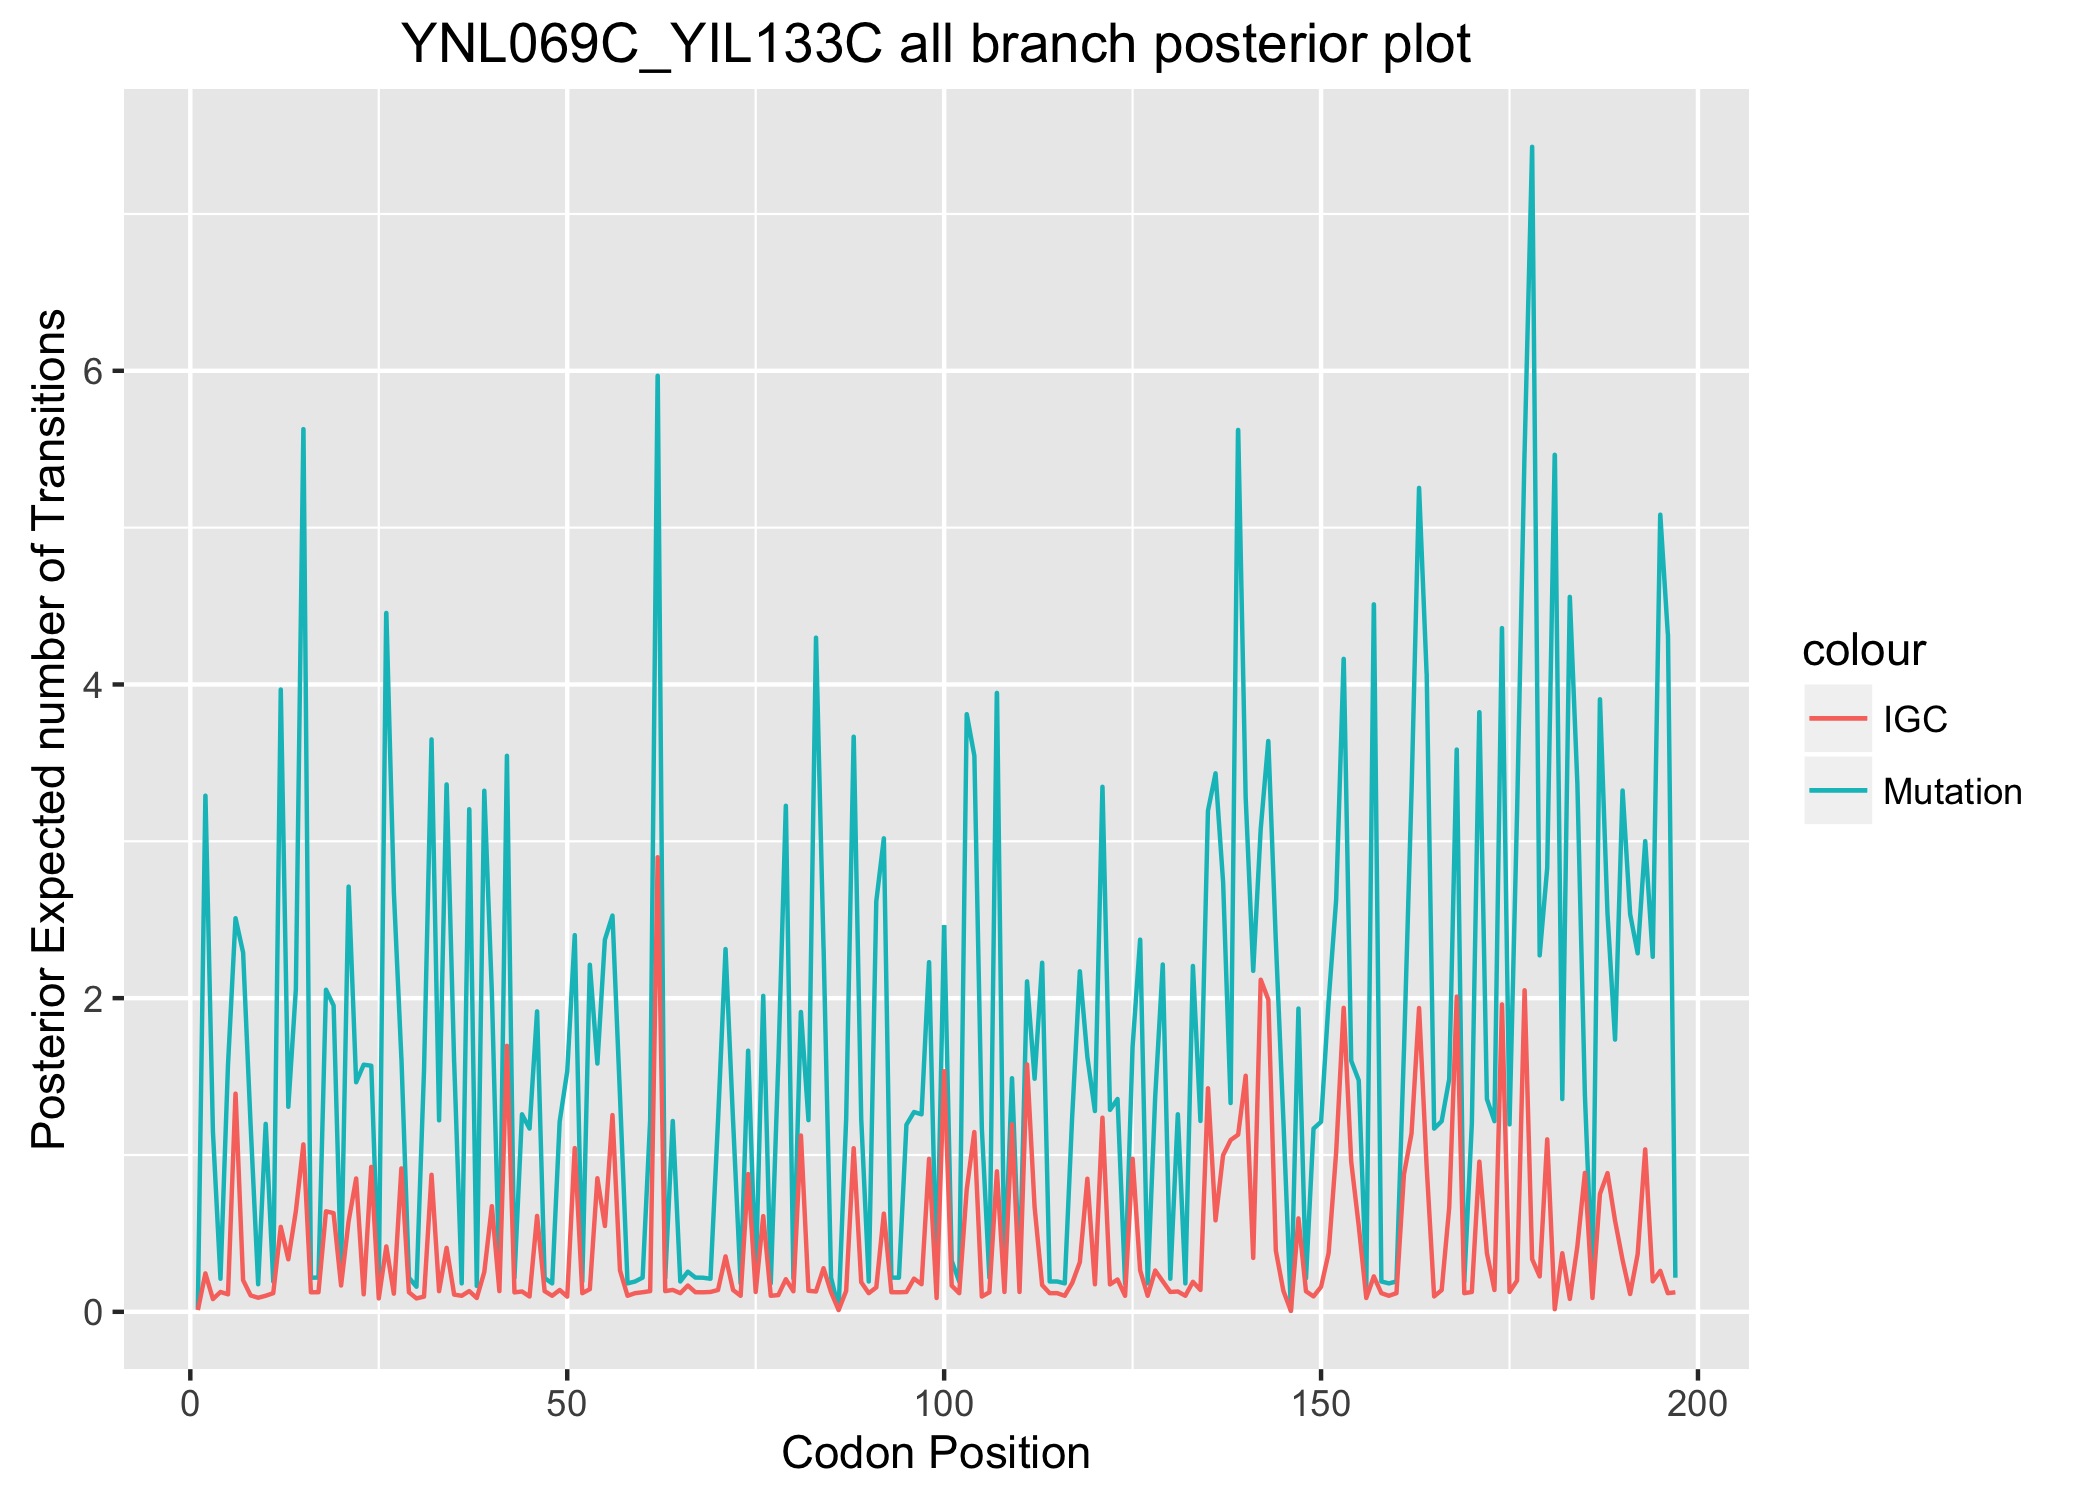 YNL069C_YIL133C all branch posterior plot
Posterior Expected number of Transitions
6
4
2
0
0 50 100 150 200
Codon Position
colour
IGC
Mutation